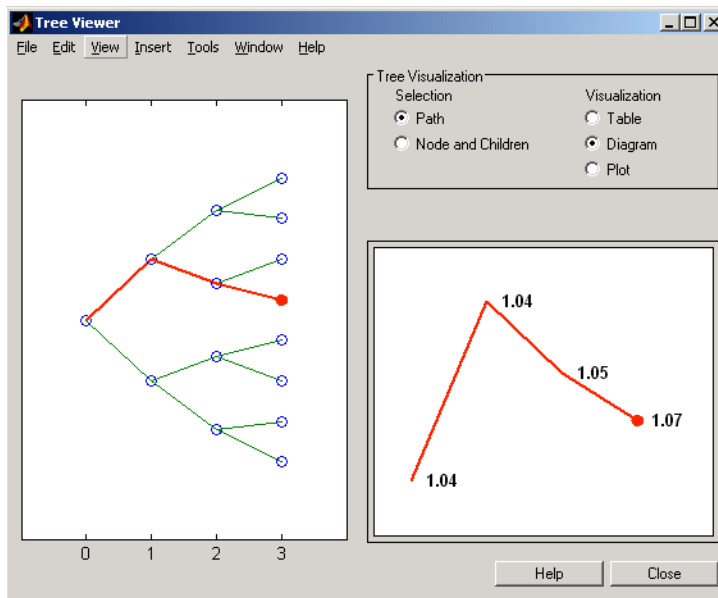 Tree Viewer
File Edit View Insert Tools Window Help
Tree Visualization
Selection
Path
Node and Children
Visualization
Table
Diagram
Plot
0 1 2 3
1.04
1.05
1.07
1.04
Help Close